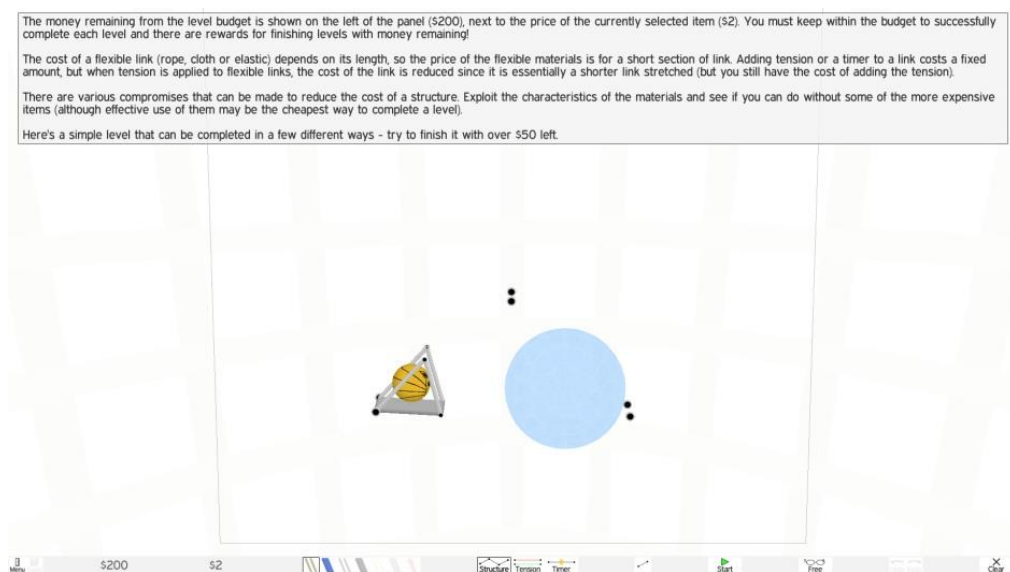 The money remaining from the level budget is shown on the left of the panel ($200), next to the price of the currently selected item ($2). You must keep within the budget to successfully
complete each level and there are rewards for finishing levels with money remaining!
The cost of a flexible link (rope, cloth or elastic) depends on its length, so the price of the flexible materials is for a short section of link. Adding tension or a timer to a link costs a fixed
amount, but when tension is applied to flexible links, the cost of the link is reduced since it is essentially a shorter link stretched (but you still have the cost of adding the tension).
There are various compromises that can be made to reduce the cost of a structure. Exploit the characteristics of the materials and see if you can do without some of the more expensive
items (although effective use of them may be the cheapest way to complete a level).
Here's a simple level that can be completed in a few different ways - try to finish it with over $50 left.
Menu $200 $2 Structure Tension Timer Start Free Clear